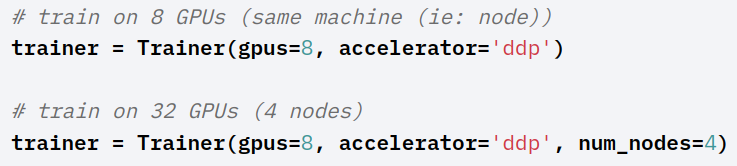 # train on 8 GPUs (same machine (ie: node))
trainer = Trainer(gpus=8, accelerator='ddp')
# train on 32 GPUs (4 nodes)
trainer = Trainer(gpus=8, accelerator='ddp', num_nodes=4)